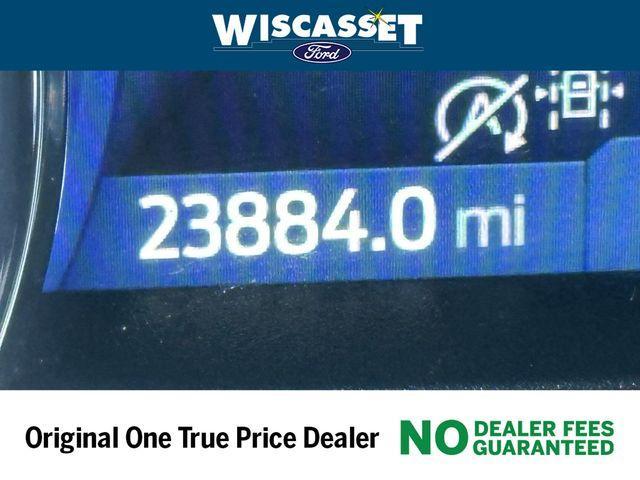 WISCASSET
Ford
A
23884.0 mi
Original One True Price Dealer
NO DEALER FEES
GUARANTEED